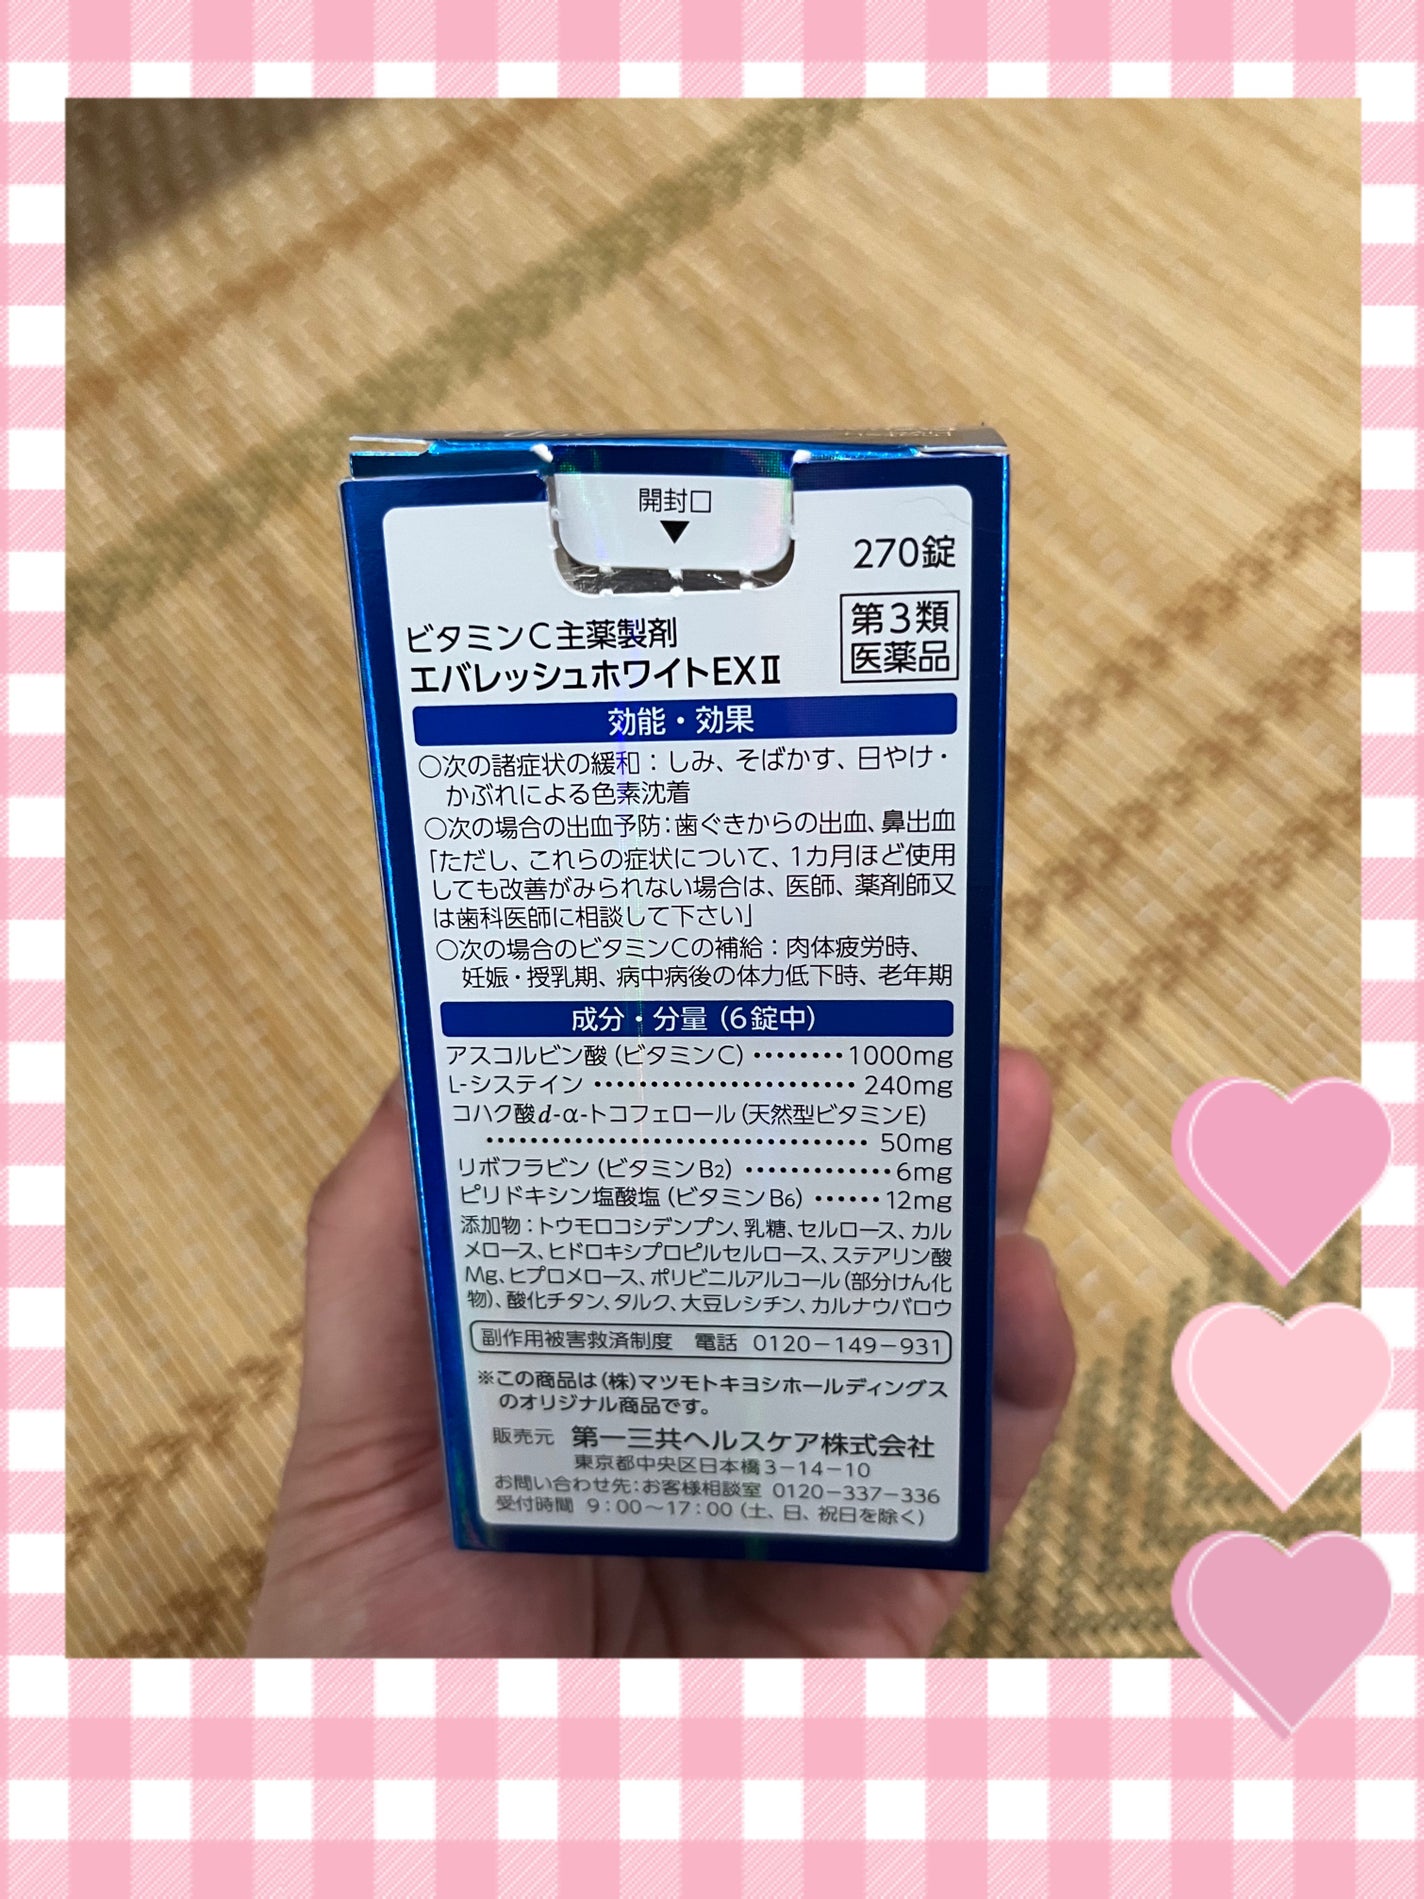 開封口
270錠
第3類
医薬品
ビタミンC主薬製剤
エバレッシュホワイトEXⅡ
効能・効果
○次の諸症状の緩和：しみ、そばかす、日やけ・
かぶれによる色素沈着
○次の場合の出血予防：歯ぐきからの出血、鼻出血
「ただし、これらの症状について、1カ月ほど使用
しても改善がみられない場合は、医師、薬剤師又
は歯科医師に相談して下さい」
○次の場合のビタミンCの補給：肉体疲労時、
妊娠・授乳期、病中病後の体力低下時、老年期
成分・分量（6錠中）
アスコルビン酸（ビタミンC）········1000mg
L-システイン························240mg
コハク酸d-α-トコフェロール（天然型ビタミンE）
···································50mg
リボフラビン（ビタミンB2）·············6mg
ピリドキシン塩酸塩（ビタミンB6）······12mg
添加物：トウモロコシデンプン、乳糖、セルロース、カル
メロース、ヒドロキシプロピルセルロース、ステアリン酸
Mg、ヒプロメロース、ポリビニルアルコール（部分けん化
物）、酸化チタン、タルク、大豆レシチン、カルナウバロウ
副作用被害救済制度　電話 0120－149－931
※この商品は（株）マツモトキヨシホールディングス
のオリジナル商品です。
販売元 第一三共ヘルスケア株式会社
東京都中央区日本橋3－14－10
お問い合わせ先：お客様相談室 0120－337－336
受付時間 9：00～17：00（土、日、祝日を除く）